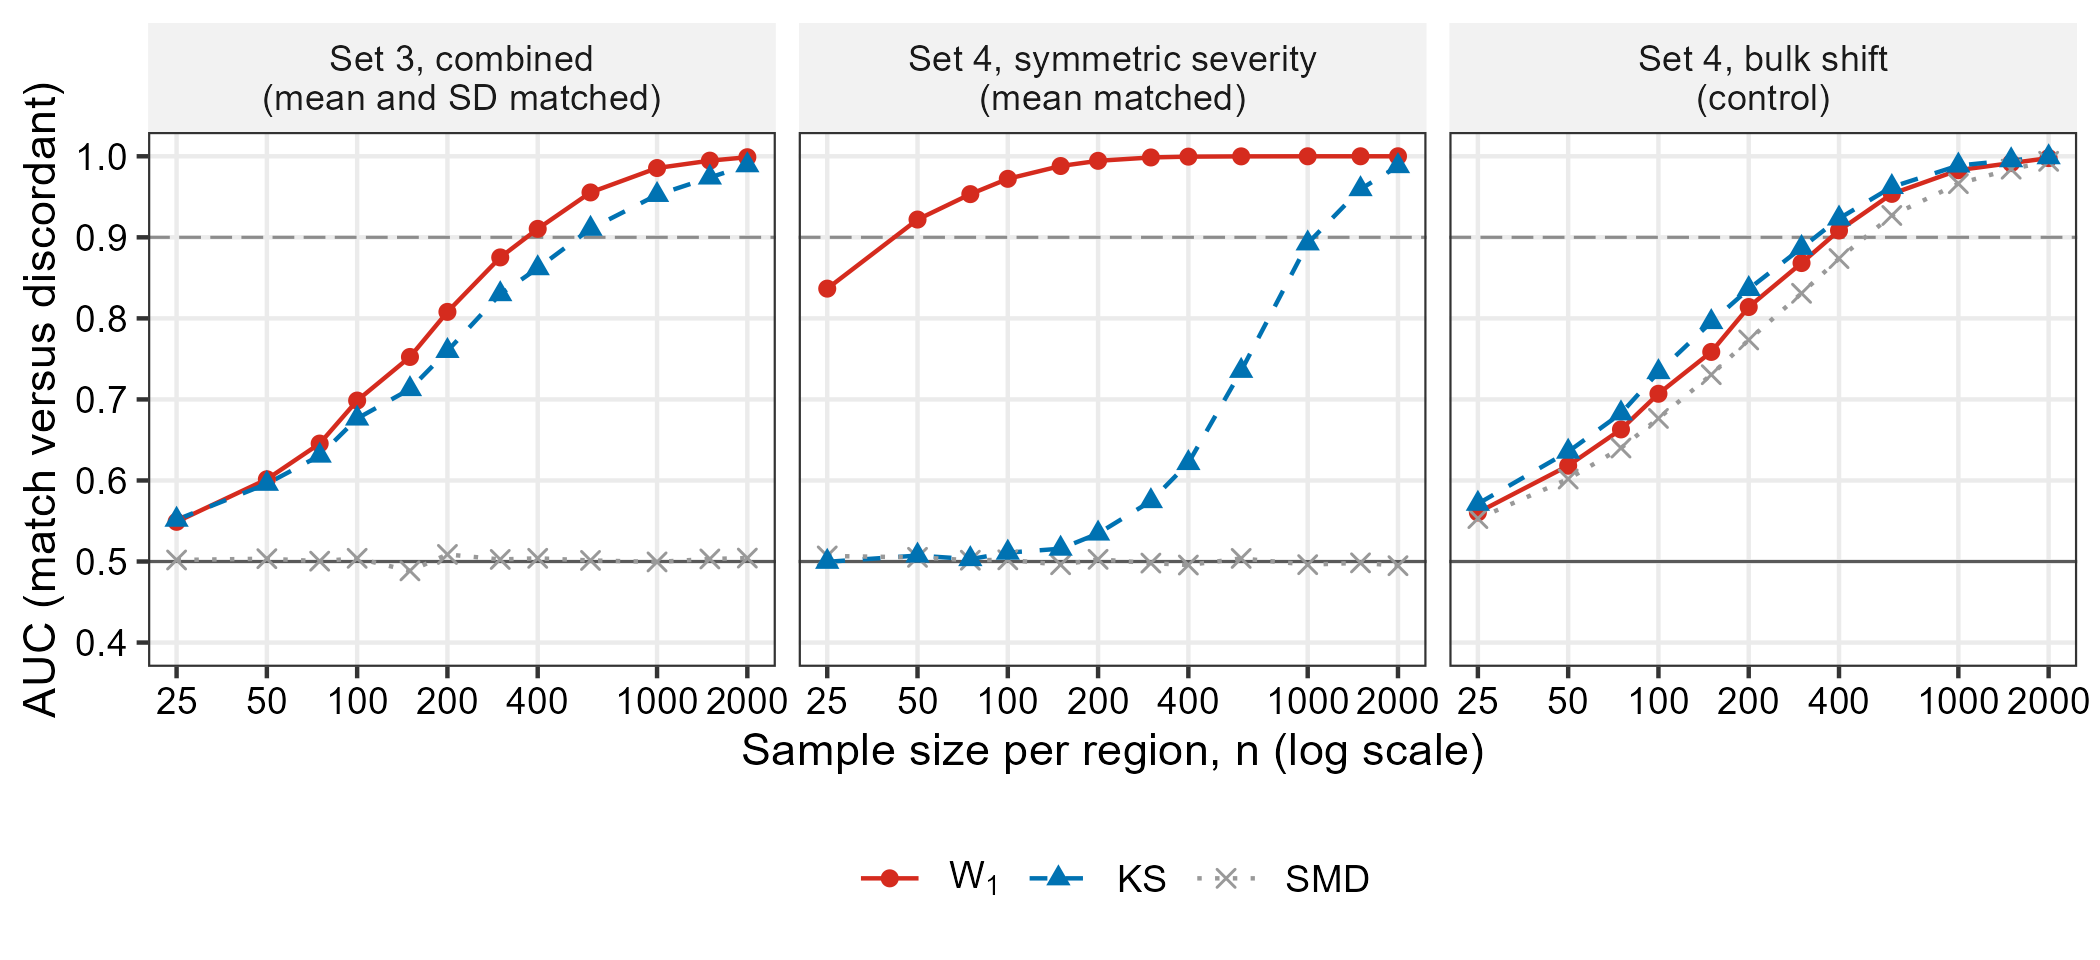 Set 3, combined
(mean and SD matched)
Set 4, symmetric severity
(mean matched)
Set 4, bulk shift
(control)
AUC (match versus discordant)
1.0
0.9
0.8
0.7
0.6
0.5
0.4
25 50 100 200 400 1000 2000
25 50 100 200 400 1000 2000
25 50 100 200 400 1000 2000
Sample size per region, n (log scale)
W₁ KS SMD